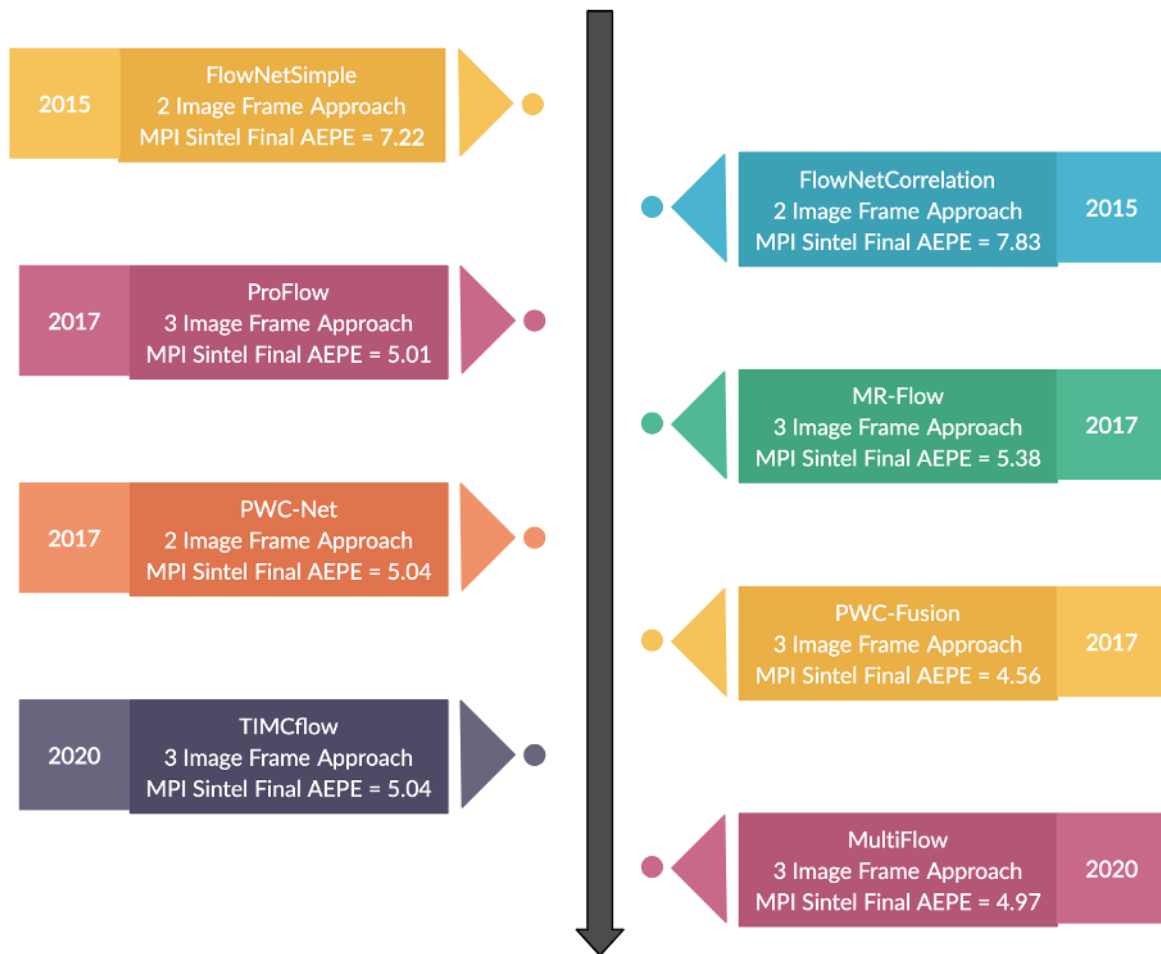 2015
FlowNetSimple
2 Image Frame Approach
MPI Sintel Final AEPE = 7.22
FlowNetCorrelation
2 Image Frame Approach
MPI Sintel Final AEPE = 7.83
2015
2017
ProFlow
3 Image Frame Approach
MPI Sintel Final AEPE = 5.01
MR-Flow
3 Image Frame Approach
MPI Sintel Final AEPE = 5.38
2017
2017
PWC-Net
2 Image Frame Approach
MPI Sintel Final AEPE = 5.04
PWC-Fusion
3 Image Frame Approach
MPI Sintel Final AEPE = 4.56
2017
2020
TIMCflow
3 Image Frame Approach
MPI Sintel Final AEPE = 5.04
MultiFlow
3 Image Frame Approach
MPI Sintel Final AEPE = 4.97
2020